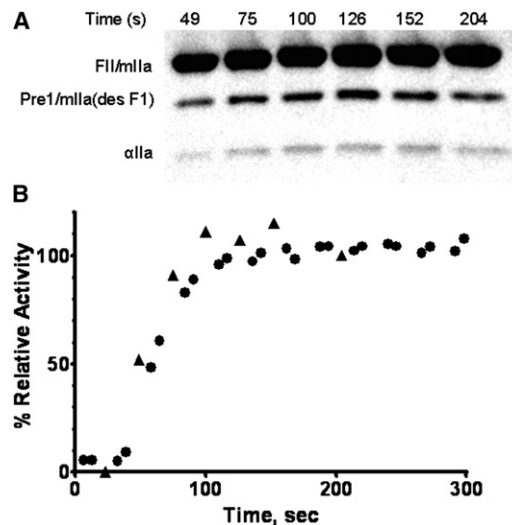 A Time (s) 49 75 100 126 152 204
FII/mIIa
Pre1/mIIa(des F1)
αIIa
B
% Relative Activity
100
50
0
0 100 200 300
Time, sec